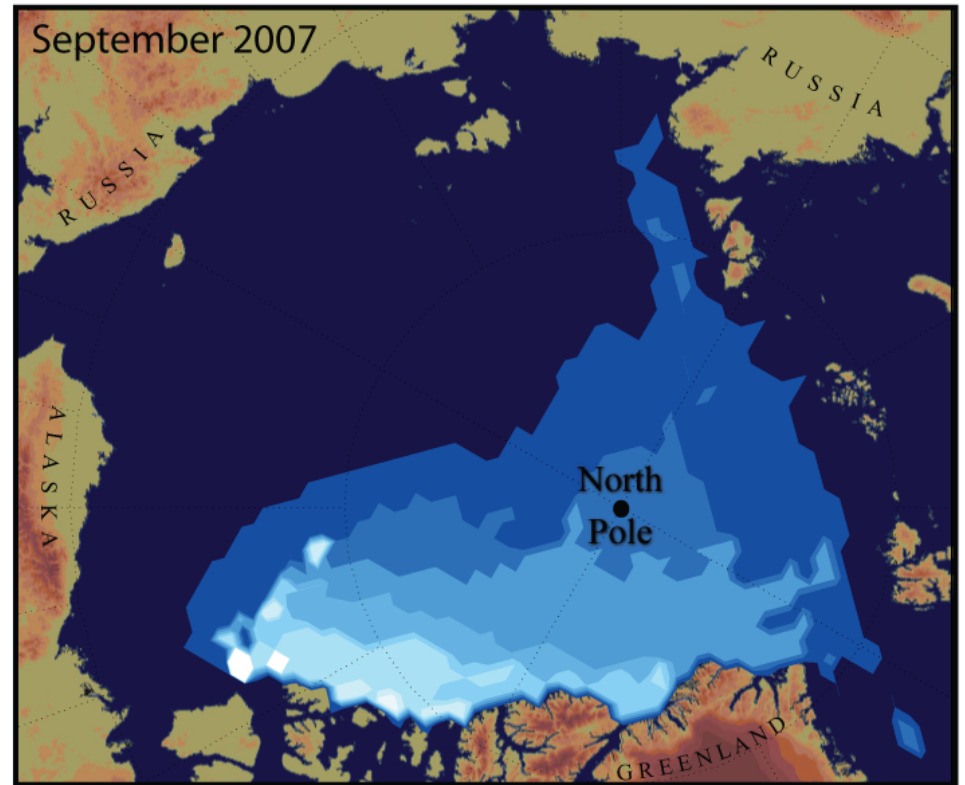 September 2007
RUSSIA
RUSSIA
ALASKA
North
Pole
GREENLAND